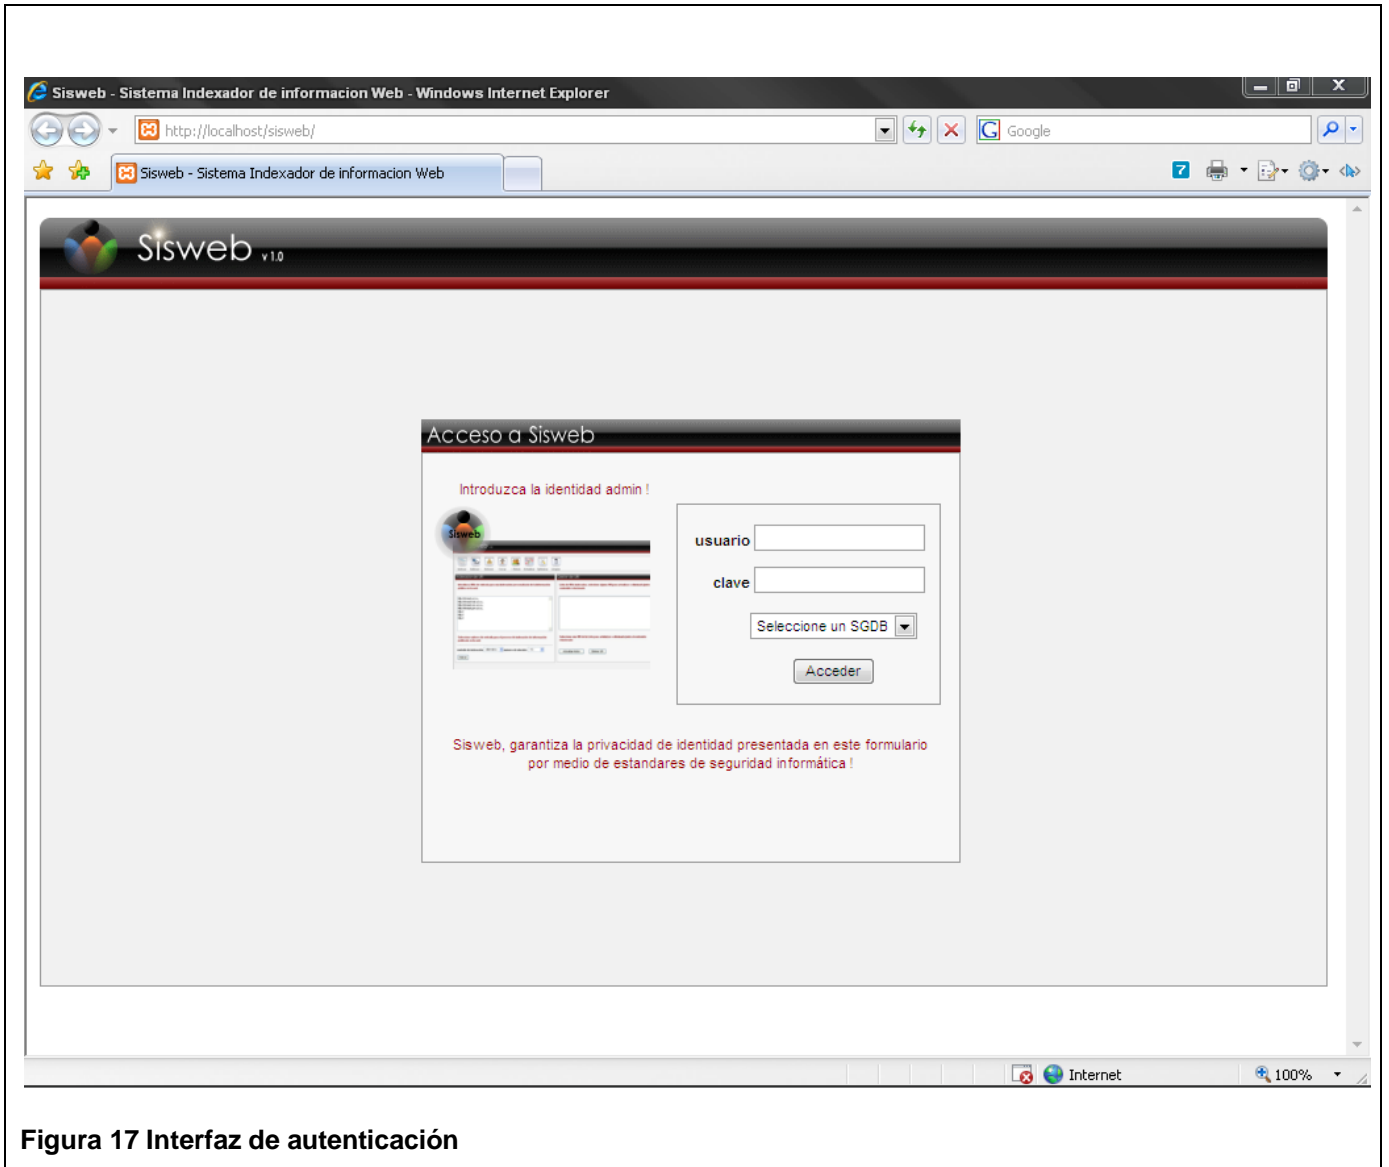 Sisweb - Sistema Indexador de informacion Web - Windows Internet Explorer
http://localhost/sisweb/
Google
Sisweb - Sistema Indexador de informacion Web
Sisweb v 1.0
Acceso a Sisweb
Introduzca la identidad admin !
Sisweb
usuario
clave
Seleccione un SGDB
Acceder
Sisweb, garantiza la privacidad de identidad presentada en este formulario
por medio de estandares de seguridad informática !
Internet
100%
Figura 17 Interfaz de autenticación